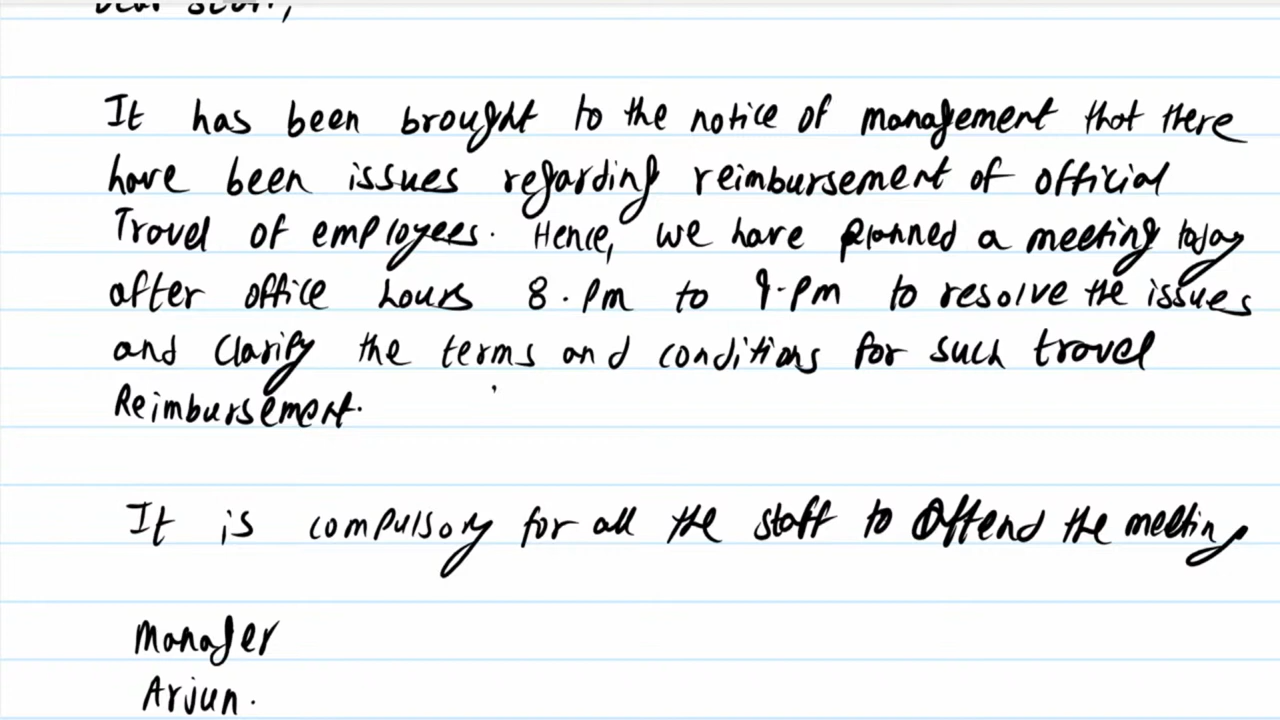 Dear Staff,
It has been brought to the notice of management that there
have been issues regarding reimbursement of official
Travel of employees. Hence, we have planned a meeting today
after office hours 8.Pm to 9.Pm to resolve the issues
and Clarify the terms and conditions for such travel
Reimbursement.
It is compulsory for all the staff to Attend the meeting
Manager
Arjun.